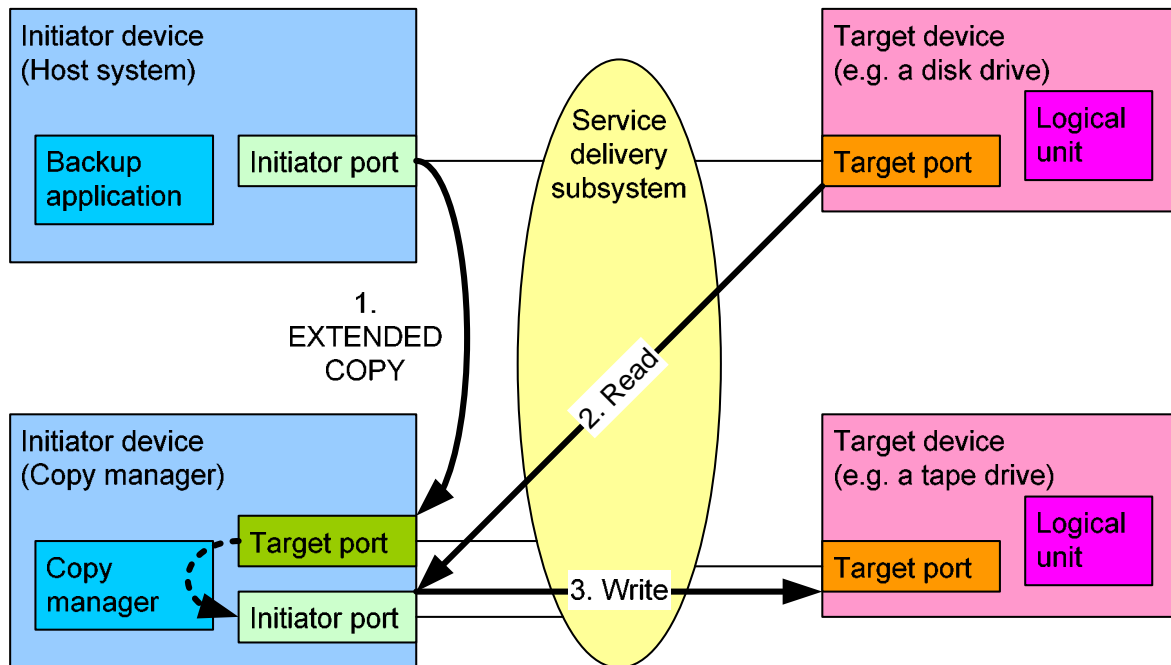 Initiator device
(Host system)
Backup
application
Initiator port
Service
delivery
subsystem
Target device
(e.g. a disk drive)
Logical
unit
Target port
1.
EXTENDED
COPY
2. Read
Initiator device
(Copy manager)
Target port
Copy
manager
Initiator port
3. Write
Target device
(e.g. a tape drive)
Logical
unit
Target port